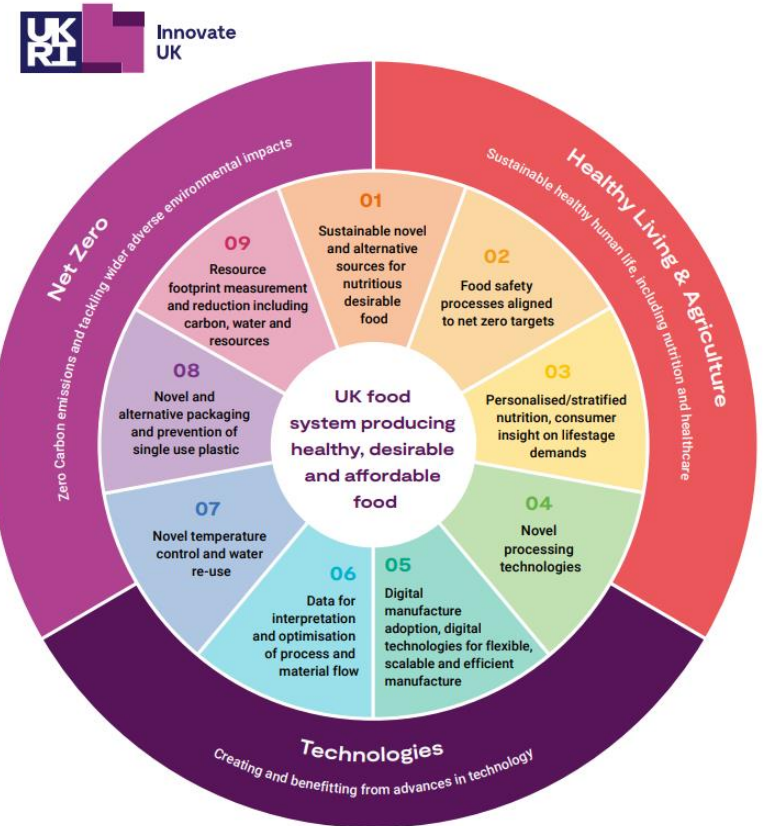 UK
RI
Innovate
UK
Net Zero
Zero Carbon emissions and tackling wider adverse environmental impacts
Healthy Living & Agriculture
Sustainable healthy human life, including nutrition and healthcare
01
Sustainable novel
and alternative
sources for
nutritious
desirable
food
02
Food safety
processes aligned
to net zero targets
03
Personalised/stratified
nutrition, consumer
insight on lifestage
demands
04
Novel
processing
technologies
05
Digital
manufacture
adoption, digital
technologies for flexible,
scalable and efficient
manufacture
06
Data for
interpretation
and optimisation
of process and
material flow
07
Novel temperature
control and water
re-use
08
Novel and
alternative packaging
and prevention of
single use plastic
09
Resource
footprint measurement
and reduction including
carbon, water and
resources
UK food
system producing
healthy, desirable
and affordable
food
Technologies
Creating and benefitting from advances in technology